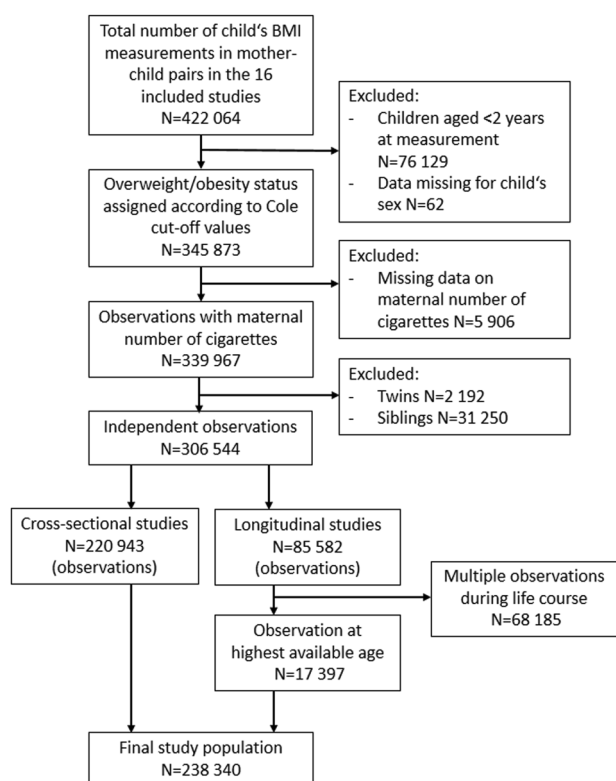 Total number of child‘s BMI
measurements in mother-
child pairs in the 16
included studies
N=422 064
Excluded:
- Children aged <2 years
at measurement
N=76 129
- Data missing for child‘s
sex N=62
Overweight/obesity status
assigned according to Cole
cut-off values
N=345 873
Excluded:
- Missing data on
maternal number of
cigarettes N=5 906
Observations with maternal
number of cigarettes
N=339 967
Excluded:
- Twins N=2 192
- Siblings N=31 250
Independent observations
N=306 544
Cross-sectional studies
N=220 943
(observations)
Longitudinal studies
N=85 582
(observations)
Multiple observations
during life course
N=68 185
Observation at
highest available age
N=17 397
Final study population
N=238 340